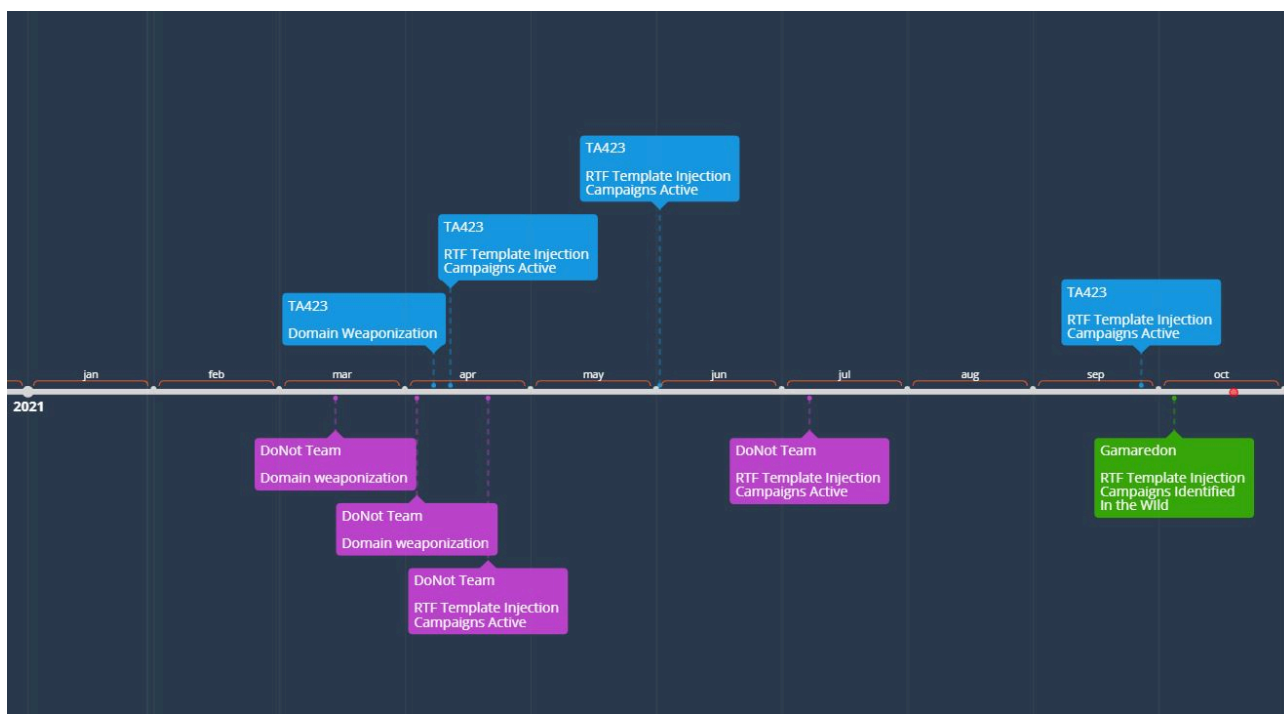 TA423
RTF Template Injection
Campaigns Active
TA423
RTF Template Injection
Campaigns Active
TA423
Domain Weaponization
TA423
RTF Template Injection
Campaigns Active
jan
feb
mar
apr
may
jun
jul
aug
sep
oct
2021
DoNot Team
Domain weaponization
DoNot Team
Domain weaponization
DoNot Team
RTF Template Injection
Campaigns Active
DoNot Team
RTF Template Injection
Campaigns Active
Gamaredon
RTF Template Injection
Campaigns Identified
In the Wild